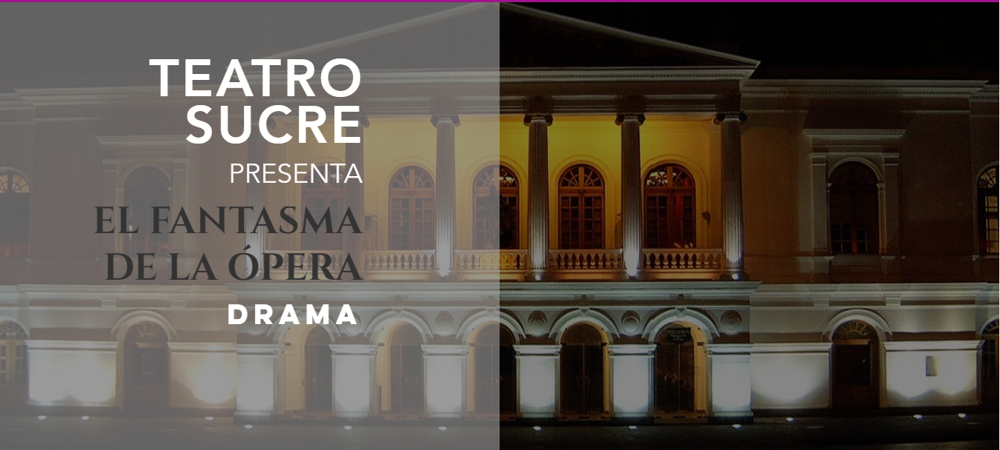 TEATRO
SUCRE
PRESENTA
EL FANTASMA
DE LA ÓPERA
DRAMA